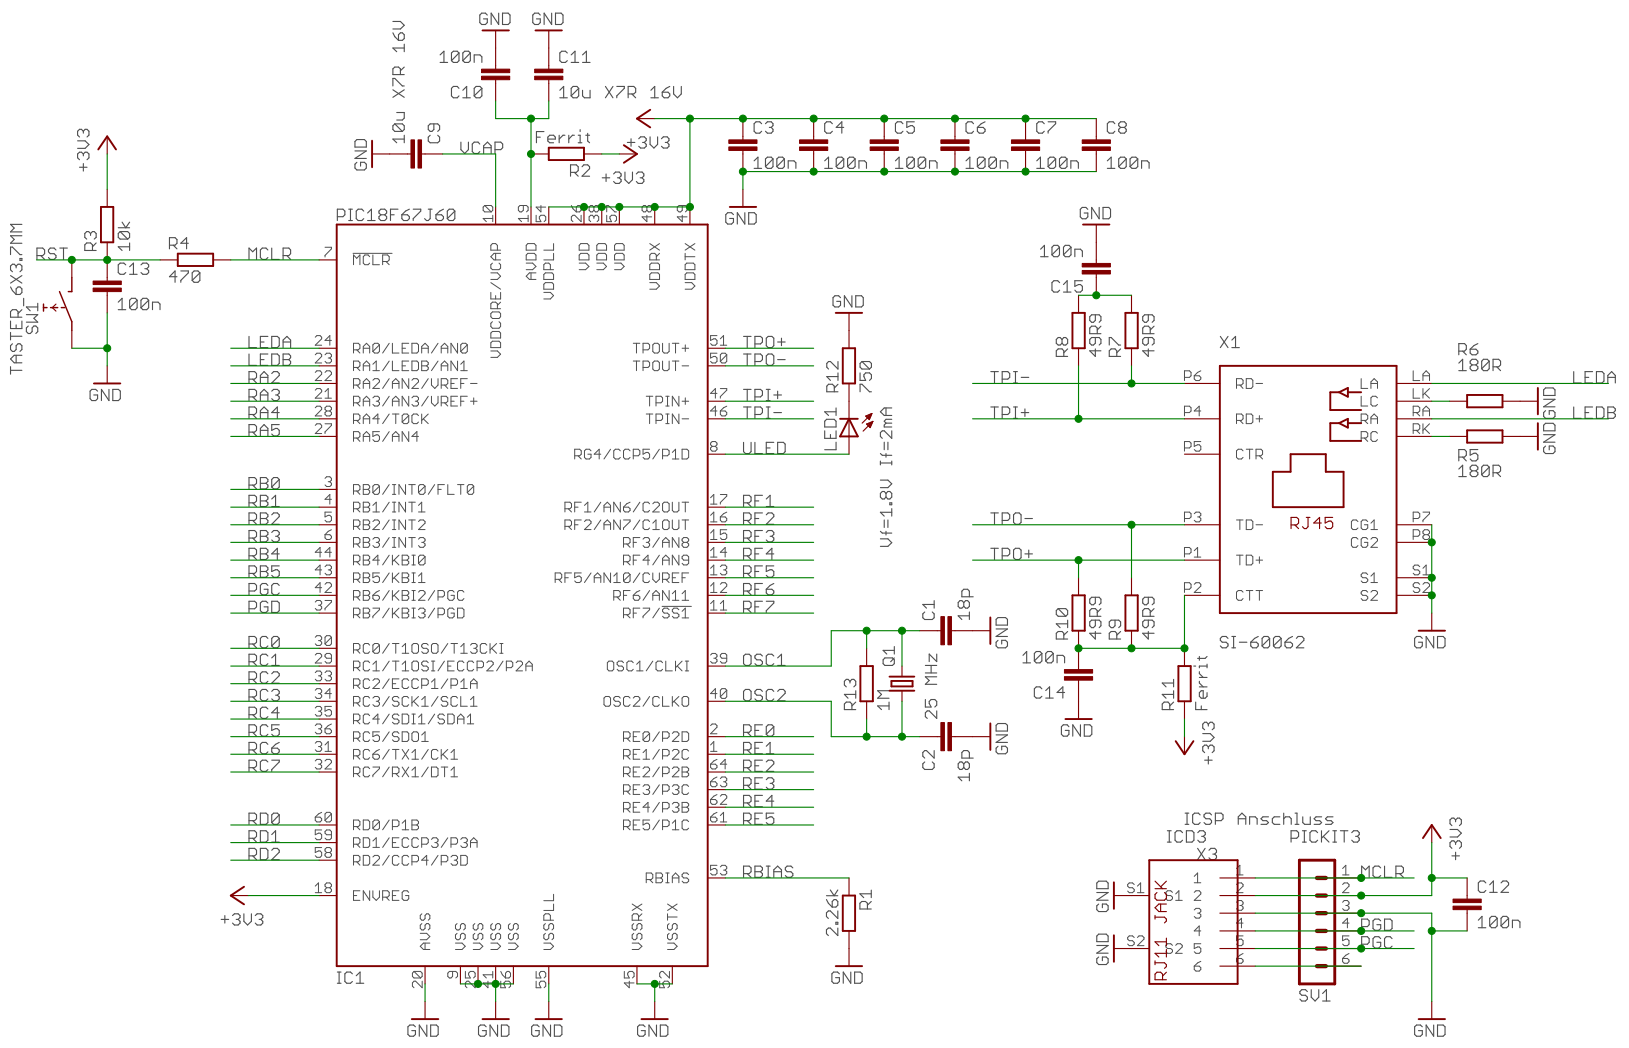 GND
GND
100n
C10
C11
10u X7R 16V
10u X7R 16V
C9
GND
VCAP
Ferrit
R2
+3V3
+3V3
C3
100n
C4
100n
C5
100n
C6
100n
C7
100n
C8
100n
GND
+3V3
R3
10k
RST
C13
100n
R4
470
MCLR
TASTER_6X3.7MM
SW1
GND
PIC18F67J60
10
19
54
26
38
57
48
49
VDDCORE/VCAP
AVDD
VDDPLL
VDD
VDD
VDD
VDDRX
VDDTX
7 MCLR
LEDA 24 RA0/LEDA/AN0
LEDB 23 RA1/LEDB/AN1
RA2 22 RA2/AN2/VREF-
RA3 21 RA3/AN3/VREF+
RA4 28 RA4/T0CK
RA5 27 RA5/AN4
RB0 3 RB0/INT0/FLT0
RB1 4 RB1/INT1
RB2 5 RB2/INT2
RB3 6 RB3/INT3
RB4 44 RB4/KBI0
RB5 43 RB5/KBI1
PGC 42 RB6/KBI2/PGC
PGD 37 RB7/KBI3/PGD
RC0 30 RC0/T1OSO/T13CKI
RC1 29 RC1/T1OSI/ECCP2/P2A
RC2 33 RC2/ECCP1/P1A
RC3 34 RC3/SCK1/SCL1
RC4 35 RC4/SDI1/SDA1
RC5 36 RC5/SDO1
RC6 31 RC6/TX1/CK1
RC7 32 RC7/RX1/DT1
RD0 60 RD0/P1B
RD1 59 RD1/ECCP3/P3A
RD2 58 RD2/CCP4/P3D
+3V3
18 ENVREG
TPOUT+ 51 TPO+
TPOUT- 50 TPO-
TPIN+ 47 TPI+
TPIN- 46 TPI-
RG4/CCP5/P1D 8 ULED
RF1/AN6/C2OUT 17 RF1
RF2/AN7/C1OUT 16 RF2
RF3/AN8 15 RF3
RF4/AN9 14 RF4
RF5/AN10/CVREF 13 RF5
RF6/AN11 12 RF6
RF7/SS1 11 RF7
OSC1/CLKI 39 OSC1
OSC2/CLKO 40 OSC2
RE0/P2D 2 RE0
RE1/P2C 1 RE1
RE2/P2B 64 RE2
RE3/P3C 63 RE3
RE4/P3B 62 RE4
RE5/P1C 61 RE5
RBIAS 53 RBIAS
AVSS
VSS
VSS
VSS
VSS
VSSPLL
VSSRX
VSSTX
IC1
20
9
25
41
56
55
45
52
GND
GND
GND
GND
2.26k
R1
GND
GND
R12
750
LED1
Vf=1.8V If=2mA
C1
18p
GND
R13
1M
Q1
25 MHz
C2
18p
GND
GND
100n
C15
R8
49R9
R7
49R9
TPI-
TPI+
TPO-
TPO+
R10
49R9
R9
49R9
100n
C14
GND
R11
Ferrit
+3V3
X1
P6 RD-
P4 RD+
P5 CTR
P3 TD-
P1 TD+
P2 CTT
LA LA
LC LK
RA RA
RC RK
RJ45
CG1 P7
CG2 P8
S1 S1
S2 S2
SI-60062
R6
180R
LEDA
GND
LEDB
GND
R5
180R
GND
ICSP Anschluss
ICD3
PICKIT3
X3
GND
S1
S1
GND
S2
S2
RJ11 JACK
1 1
2 2
3 3
4 4
5 5
6 6
1 MCLR
2
3
4 PGD
5 PGC
6
SV1
+3V3
C12
100n
GND